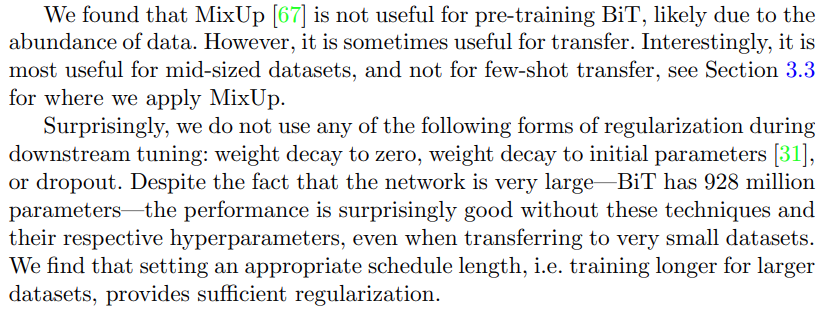 We found that MixUp [67] is not useful for pre-training BiT, likely due to the
abundance of data. However, it is sometimes useful for transfer. Interestingly, it is
most useful for mid-sized datasets, and not for few-shot transfer, see Section 3.3
for where we apply MixUp.
Surprisingly, we do not use any of the following forms of regularization during
downstream tuning: weight decay to zero, weight decay to initial parameters [31],
or dropout. Despite the fact that the network is very large—BiT has 928 million
parameters—the performance is surprisingly good without these techniques and
their respective hyperparameters, even when transferring to very small datasets.
We find that setting an appropriate schedule length, i.e. training longer for larger
datasets, provides sufficient regularization.